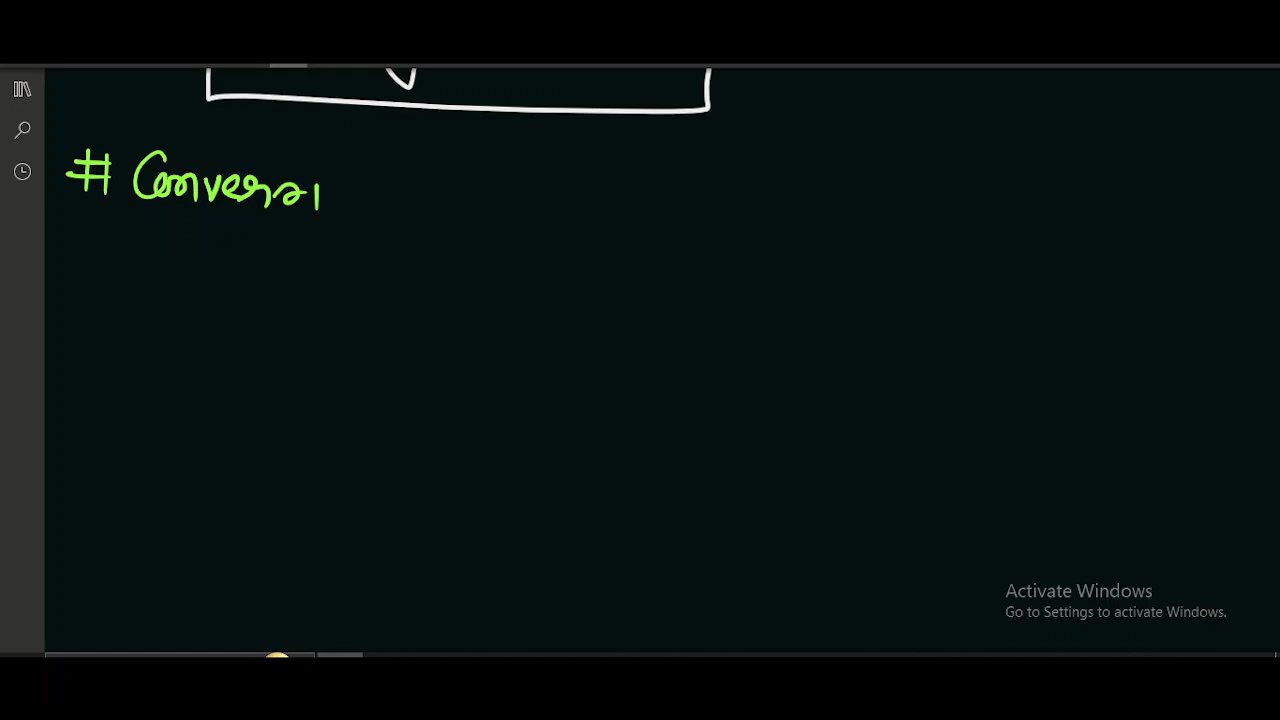 # Conversi
Activate Windows
Go to Settings to activate Windows.